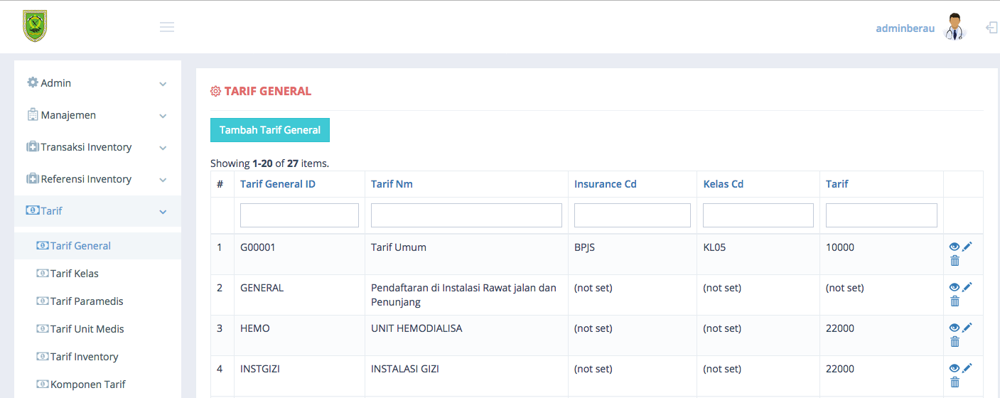 adminberau
Admin
Manajemen
Transaksi Inventory
Referensi Inventory
Tarif
Tarif General
Tarif Kelas
Tarif Paramedis
Tarif Unit Medis
Tarif Inventory
Komponen Tarif
TARIF GENERAL
Tambah Tarif General
Showing 1-20 of 27 items.
# Tarif General ID Tarif Nm Insurance Cd Kelas Cd Tarif
1 G00001 Tarif Umum BPJS KL05 10000
2 GENERAL Pendaftaran di Instalasi Rawat jalan dan (not set) (not set) (not set)
Penunjang
3 HEMO UNIT HEMODIALISA (not set) (not set) 22000
4 INSTGIZI INSTALASI GIZI (not set) (not set) 22000